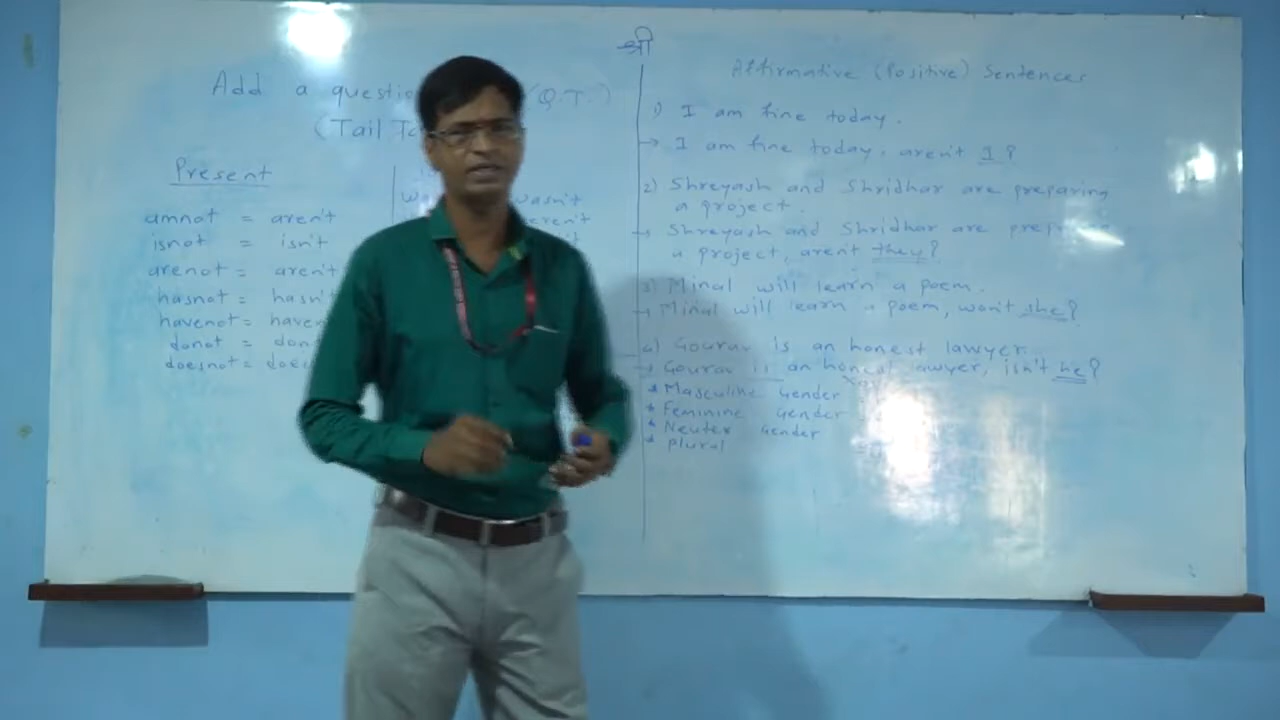 श्री
Add a questio (Q.T.)
(Tail T
Present
amnot = aren't
isnot = isn't
arenot = aren't
hasnot = hasn't
havenot = haven
donot = don
doesnot = does
wasn't
eren't
Affirmative (Positive) Sentences
1) I am fine today.
→ I am fine today, aren't I?
2) Shreyash and Shridhar are preparing
a project.
→ Shreyash and Shridhar are prep
a project, aren't they?
3) Minal will learn a poem.
→ Minal will learn a poem, won't she?
4) Gourav is an honest lawyer.
→ Gourav is an honest lawyer, isn't he?
* Masculine Gender
* Feminine Gender
* Neuter Gender
* Plural